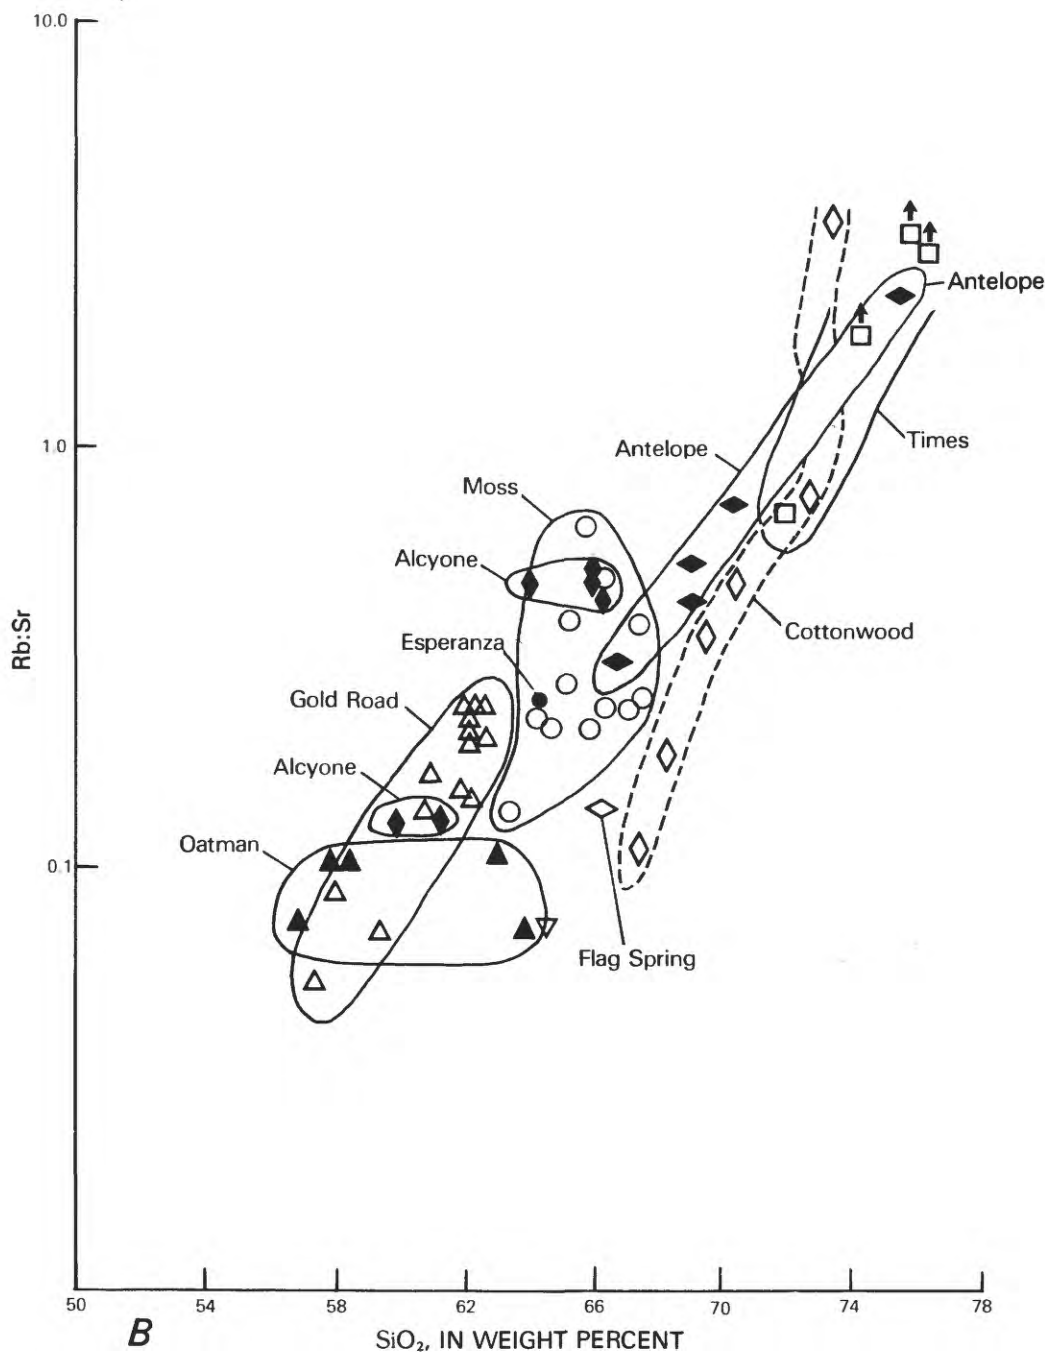 10.0
Antelope
Times
Antelope
1.0
Moss
Alcyone
Cottonwood
Esperanza
Rb:Sr
Gold Road
Alcyone
Oatman
0.1
Flag Spring
50 54 58 62 66 70 74 78
B
SiO₂, IN WEIGHT PERCENT